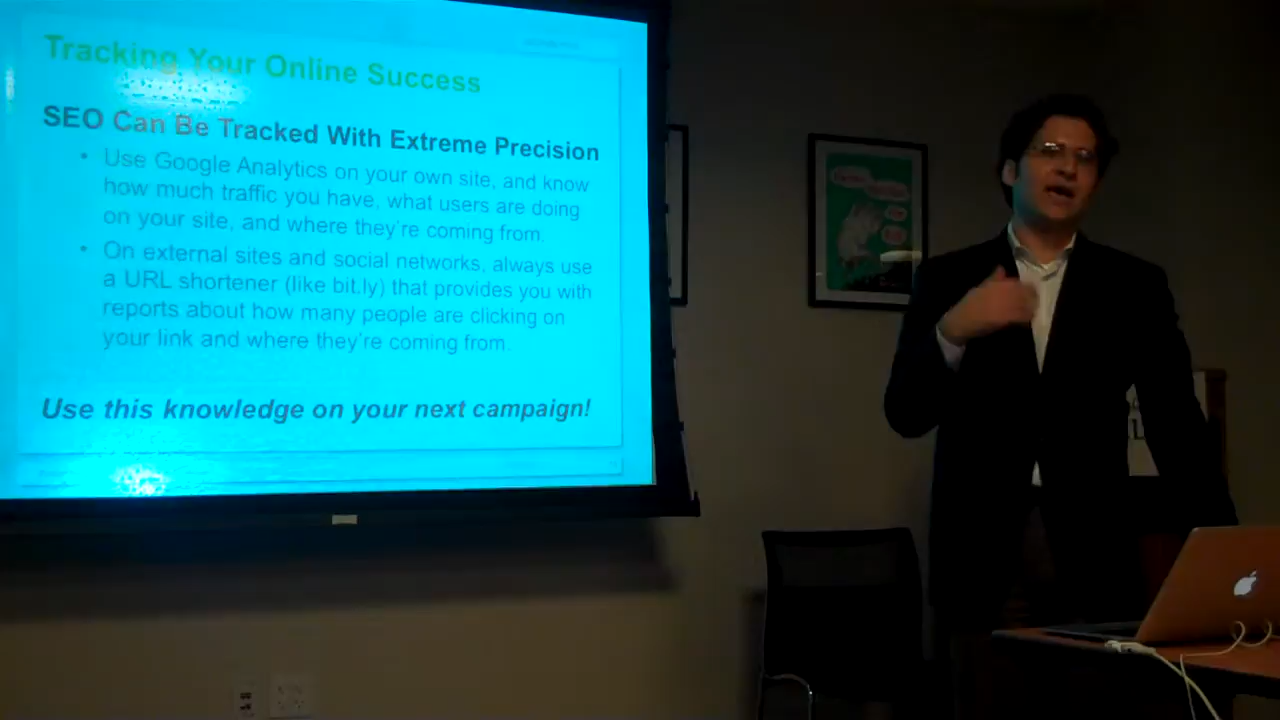 Tracking Your Online Success
SEO Can Be Tracked With Extreme Precision
• Use Google Analytics on your own site, and know
how much traffic you have, what users are doing
on your site, and where they're coming from.
• On external sites and social networks, always use
a URL shortener (like bit.ly) that provides you with
reports about how many people are clicking on
your link and where they're coming from.
Use this knowledge on your next campaign!